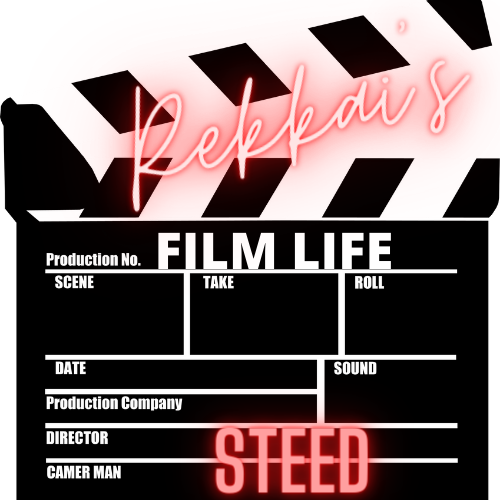 Rekkai's
Production No. FILM LIFE
SCENE TAKE ROLL
DATE SOUND
Production Company
DIRECTOR
CAMER MAN STEED